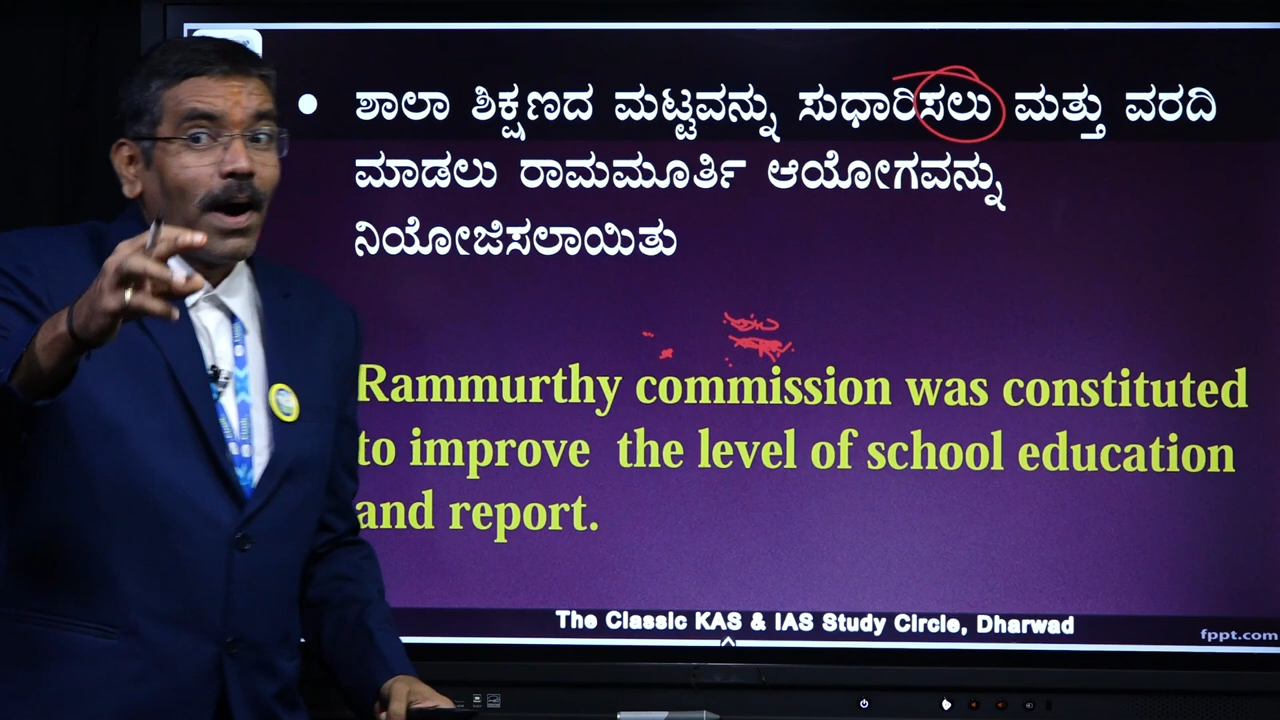 ಶಾಲಾ ಶಿಕ್ಷಣದ ಮಟ್ಟವನ್ನು ಸುಧಾರಿಸಲು ಮತ್ತು ವರದಿ
ಮಾಡಲು ರಾಮಮೂರ್ತಿ ಆಯೋಗವನ್ನು
ನಿಯೋಜಿಸಲಾಯಿತು
Rammurthy commission was constituted
to improve the level of school education
and report.
The Classic KAS & IAS Study Circle, Dharwad
fppt.com